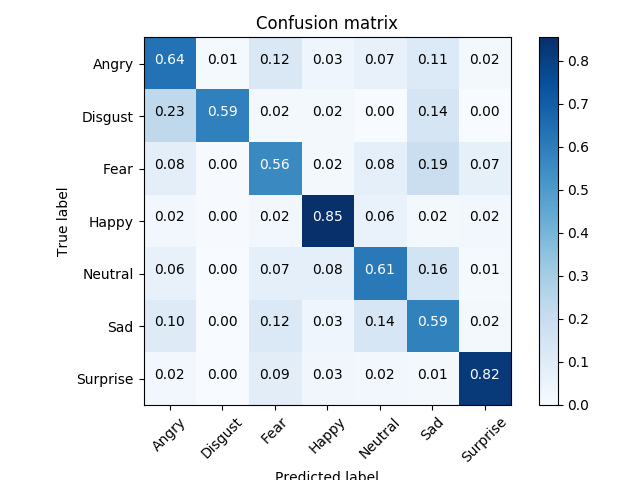 Confusion matrix
True label
Angry 0.64 0.01 0.12 0.03 0.07 0.11 0.02
Disgust 0.23 0.59 0.02 0.02 0.00 0.14 0.00
Fear 0.08 0.00 0.56 0.02 0.08 0.19 0.07
Happy 0.02 0.00 0.02 0.85 0.06 0.02 0.02
Neutral 0.06 0.00 0.07 0.08 0.61 0.16 0.01
Sad 0.10 0.00 0.12 0.03 0.14 0.59 0.02
Surprise 0.02 0.00 0.09 0.03 0.02 0.01 0.82
Angry Disgust Fear Happy Neutral Sad Surprise
Predicted label
0.8
0.7
0.6
0.5
0.4
0.3
0.2
0.1
0.0